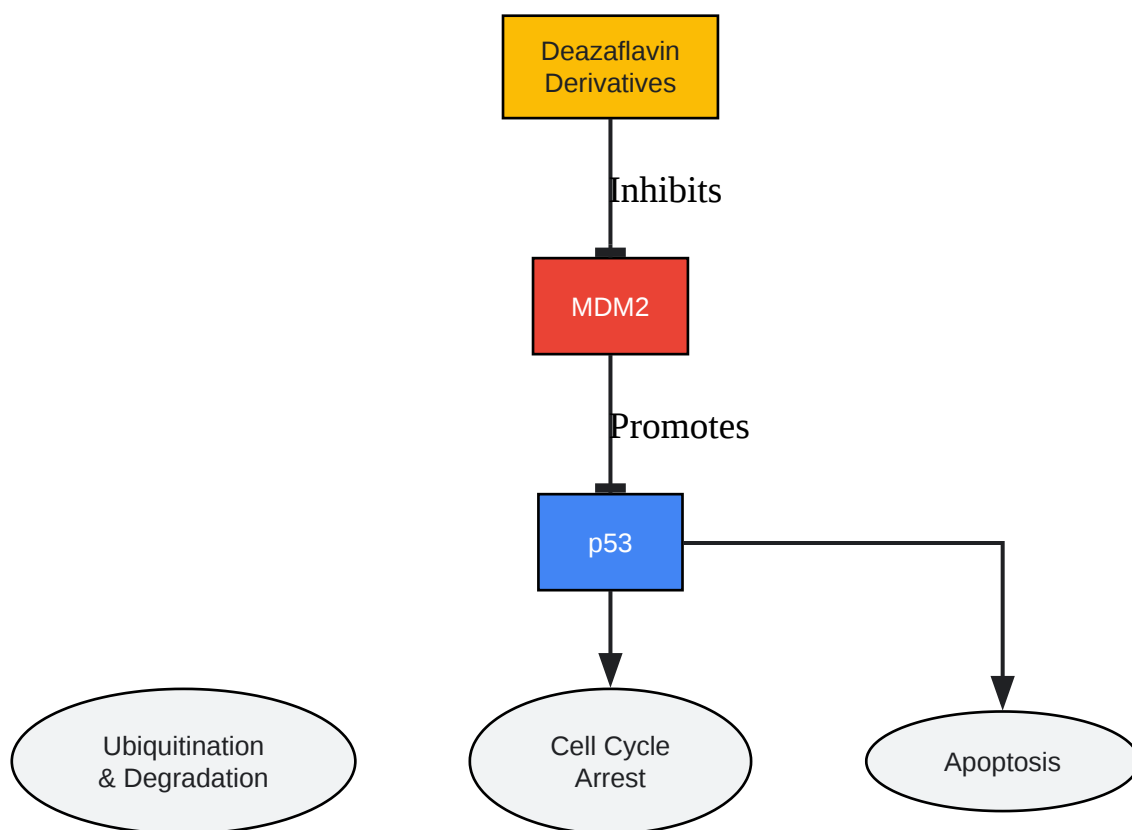 Deazaflavin
Derivatives
Inhibits
MDM2
Promotes
p53
Ubiquitination
& Degradation
Cell Cycle
Arrest
Apoptosis